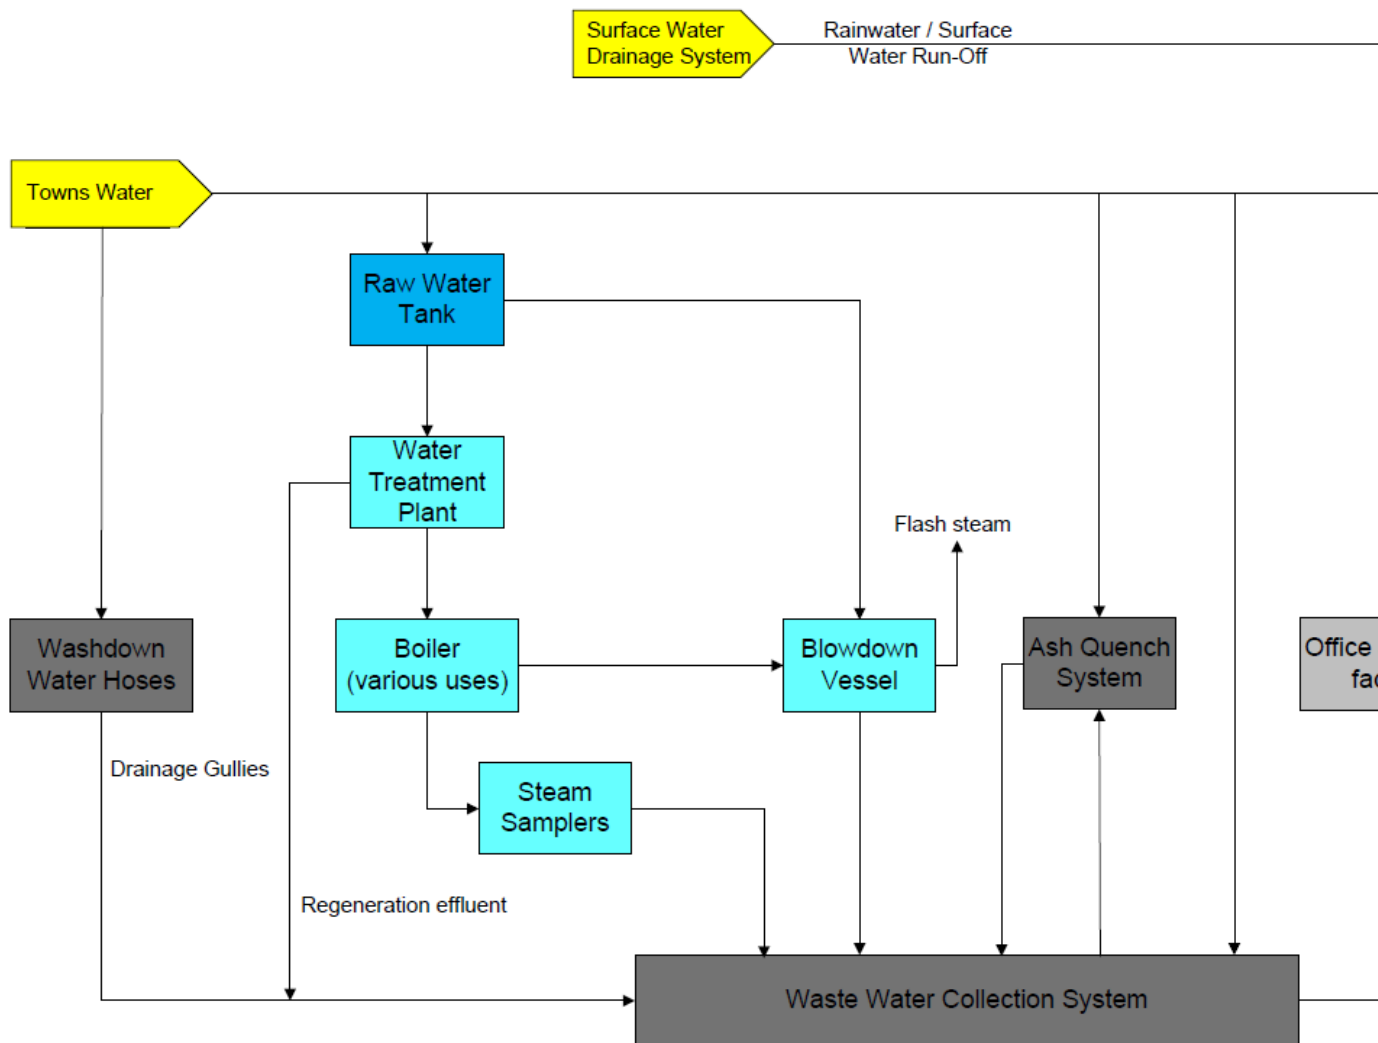 Surface Water
Drainage System
Rainwater / Surface
Water Run-Off
Towns Water
Raw Water
Tank
Water
Treatment
Plant
Flash steam
Washdown
Water Hoses
Boiler
(various uses)
Blowdown
Vessel
Ash Quench
System
Office
Drainage Gullies
Steam
Samplers
Regeneration effluent
Waste Water Collection System